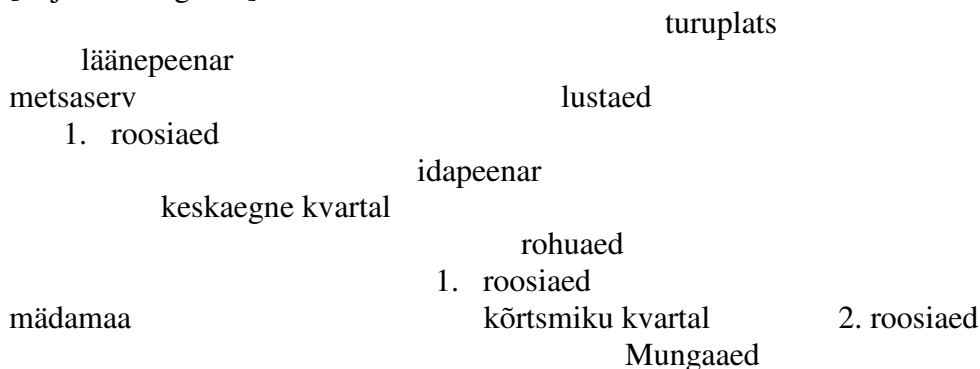 turuplats
läänepeenar
metsaserv lustaed
1. roosiaed
idapeenar
keskaegne kvartal
rohuaed
1. roosiaed
mädamaa kõrtsmiku kvartal 2. roosiaed
Mungaaed